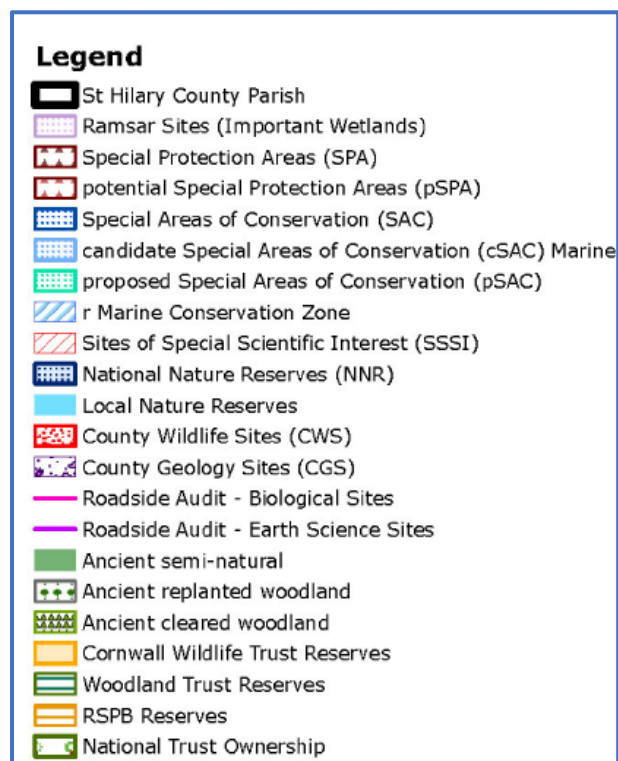 Legend
St Hilary County Parish
Ramsar Sites (Important Wetlands)
Special Protection Areas (SPA)
potential Special Protection Areas (pSPA)
Special Areas of Conservation (SAC)
candidate Special Areas of Conservation (cSAC) Marine
proposed Special Areas of Conservation (pSAC)
r Marine Conservation Zone
Sites of Special Scientific Interest (SSSI)
National Nature Reserves (NNR)
Local Nature Reserves
County Wildlife Sites (CWS)
County Geology Sites (CGS)
Roadside Audit - Biological Sites
Roadside Audit - Earth Science Sites
Ancient semi-natural
Ancient replanted woodland
Ancient cleared woodland
Cornwall Wildlife Trust Reserves
Woodland Trust Reserves
RSPB Reserves
National Trust Ownership